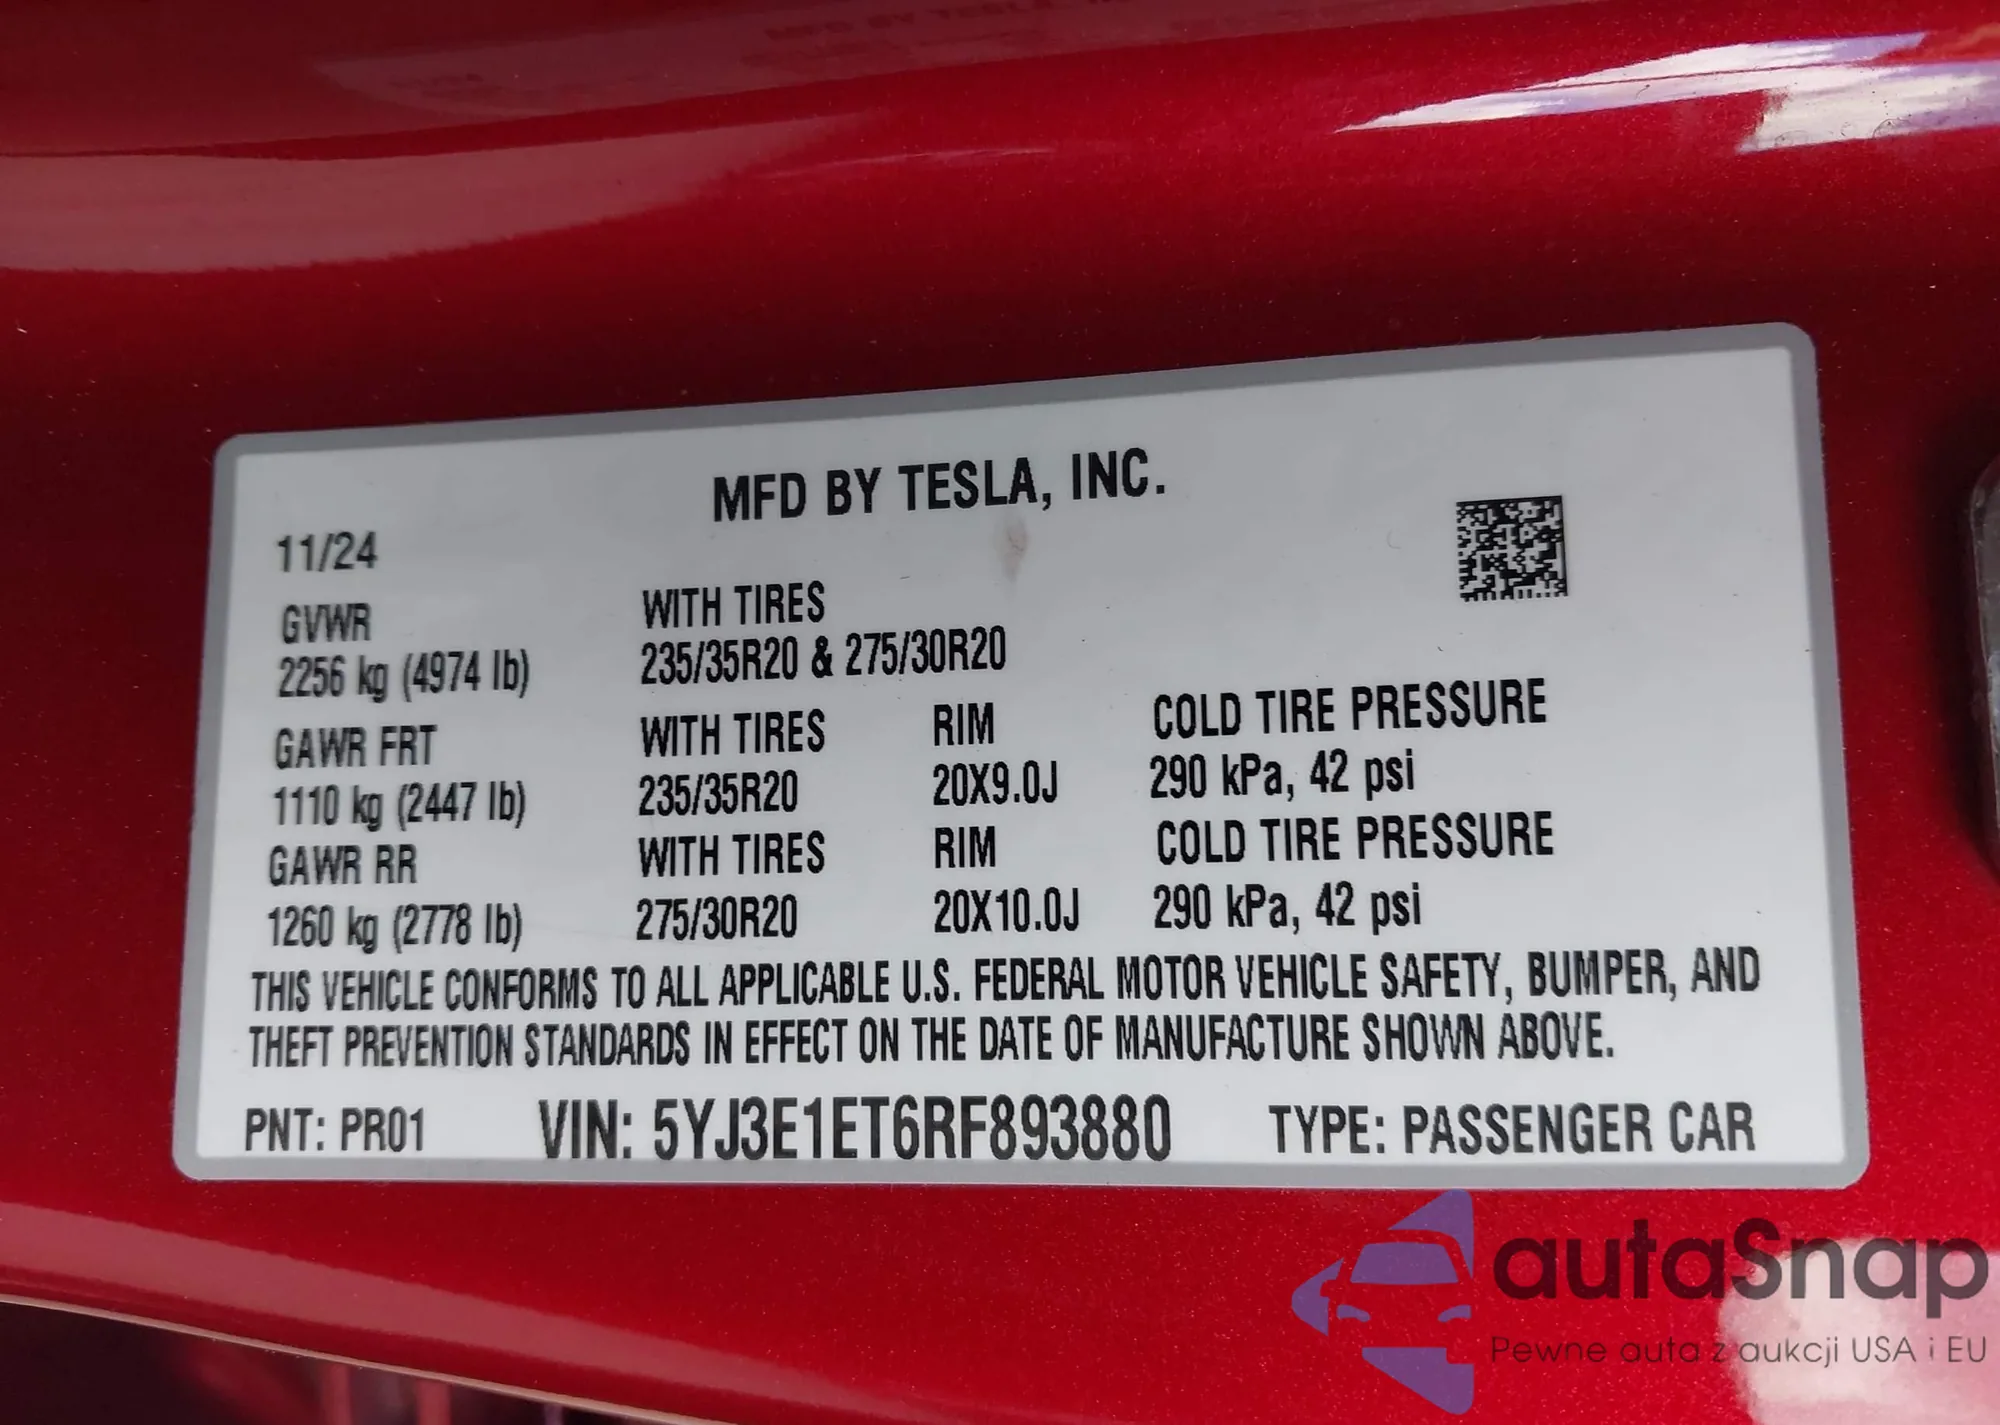 MFD BY TESLA, INC.
11/24
GVWR WITH TIRES
2256 kg (4974 lb) 235/35R20 & 275/30R20
GAWR FRT WITH TIRES RIM COLD TIRE PRESSURE
1110 kg (2447 lb) 235/35R20 20X9.0J 290 kPa, 42 psi
GAWR RR WITH TIRES RIM COLD TIRE PRESSURE
1260 kg (2778 lb) 275/30R20 20X10.0J 290 kPa, 42 psi
THIS VEHICLE CONFORMS TO ALL APPLICABLE U.S. FEDERAL MOTOR VEHICLE SAFETY, BUMPER, AND
THEFT PREVENTION STANDARDS IN EFFECT ON THE DATE OF MANUFACTURE SHOWN ABOVE.
PNT: PR01 VIN: 5YJ3E1ET6RF893880 TYPE: PASSENGER CAR
autaSnap
Pewne auta z aukcji USA i EU